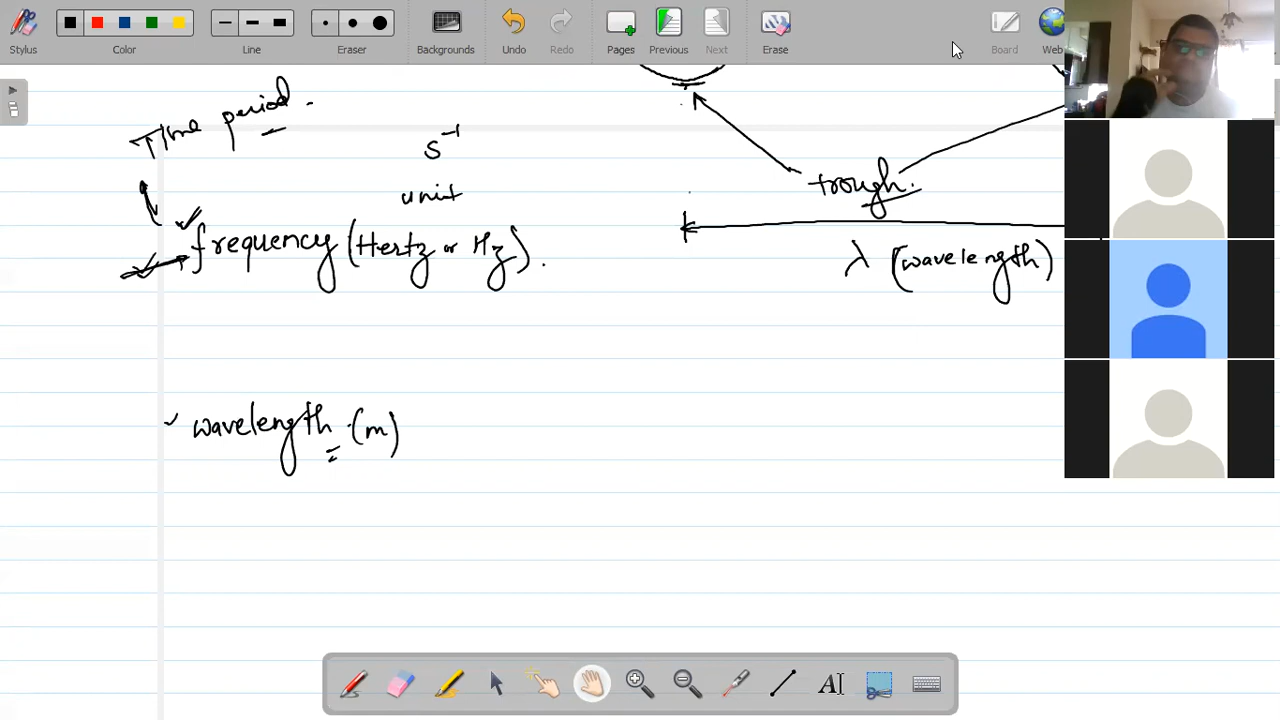 Stylus
Color
Line
Eraser
Backgrounds
Undo
Redo
Pages
Previous
Next
Erase
Board
Web
Time period.
s⁻¹
unit
frequency (Hertz or Hz).
trough.
λ (wavelength)
wavelength (m)